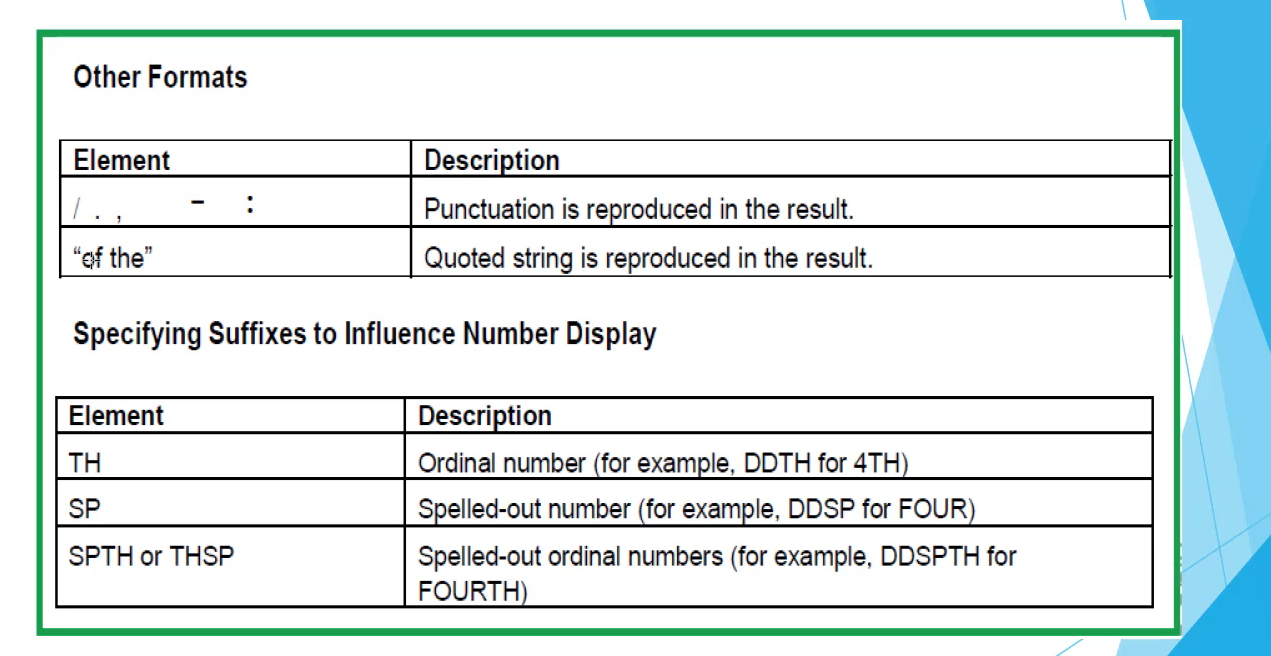 Other Formats
Element Description
/ . , - : Punctuation is reproduced in the result.
“of the” Quoted string is reproduced in the result.
Specifying Suffixes to Influence Number Display
Element Description
TH Ordinal number (for example, DDTH for 4TH)
SP Spelled-out number (for example, DDSP for FOUR)
SPTH or THSP Spelled-out ordinal numbers (for example, DDSPTH for
FOURTH)